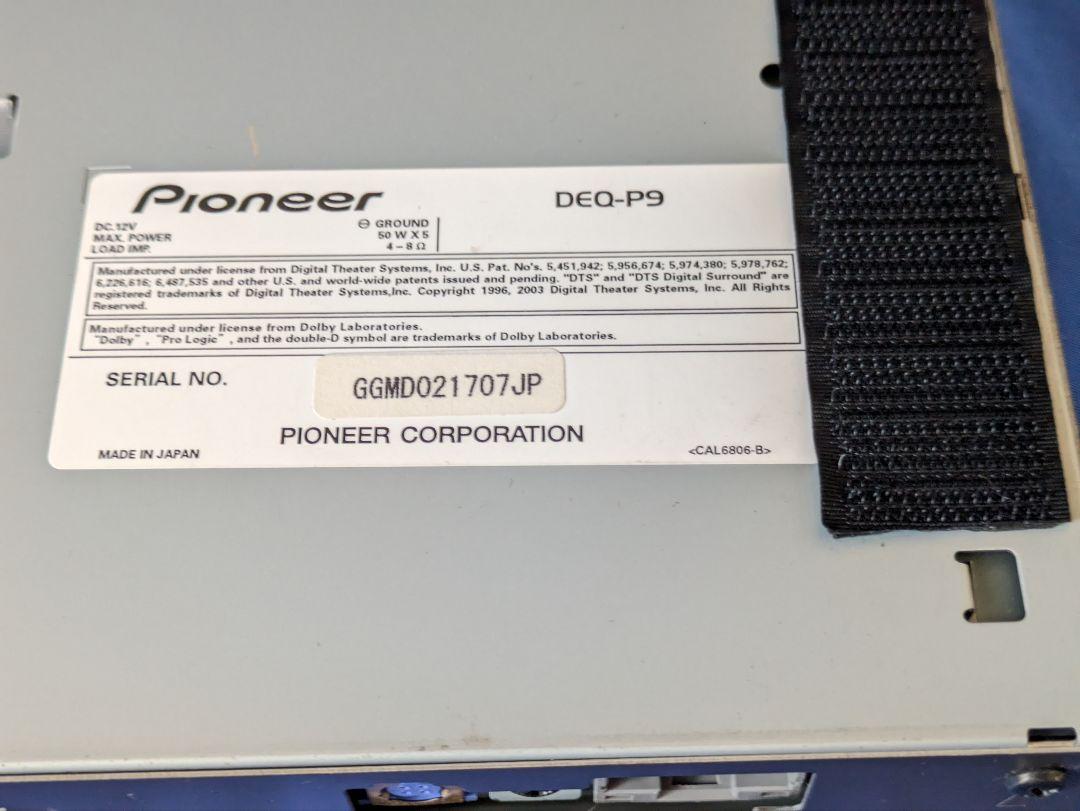 Pioneer DEQ-P9
DC.12V ⊖ GROUND
MAX. POWER 50 W X 5
LOAD IMP. 4 – 8 Ω
Manufactured under license from Digital Theater Systems, Inc. U.S. Pat. No's. 5,451,942; 5,956,674; 5,974,380; 5,978,762;
6,226,616; 6,487,535 and other U.S. and world-wide patents issued and pending. "DTS" and "DTS Digital Surround" are
registered trademarks of Digital Theater Systems,Inc. Copyright 1996, 2003 Digital Theater Systems, Inc. All Rights
Reserved.
Manufactured under license from Dolby Laboratories.
"Dolby" , "Pro Logic" , and the double-D symbol are trademarks of Dolby Laboratories.
SERIAL NO. GGMD021707JP
PIONEER CORPORATION
MADE IN JAPAN <CAL6806-B>